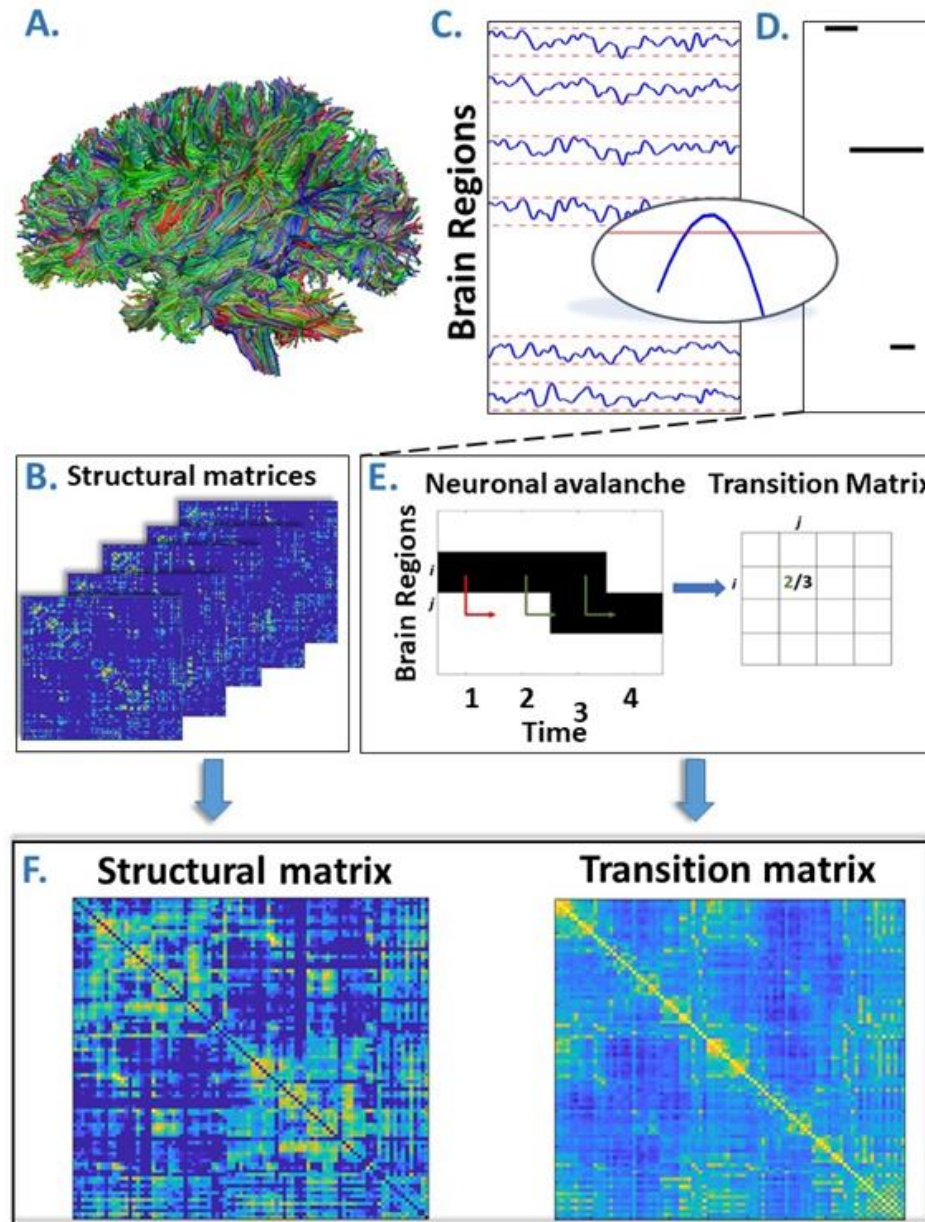 A.
C.
D.
Brain Regions
B. Structural matrices
E.
Neuronal avalanche
Transition Matrix
Brain Regions
i
j
1 2 3 4
Time
j
i
2/3
F. Structural matrix
Transition matrix